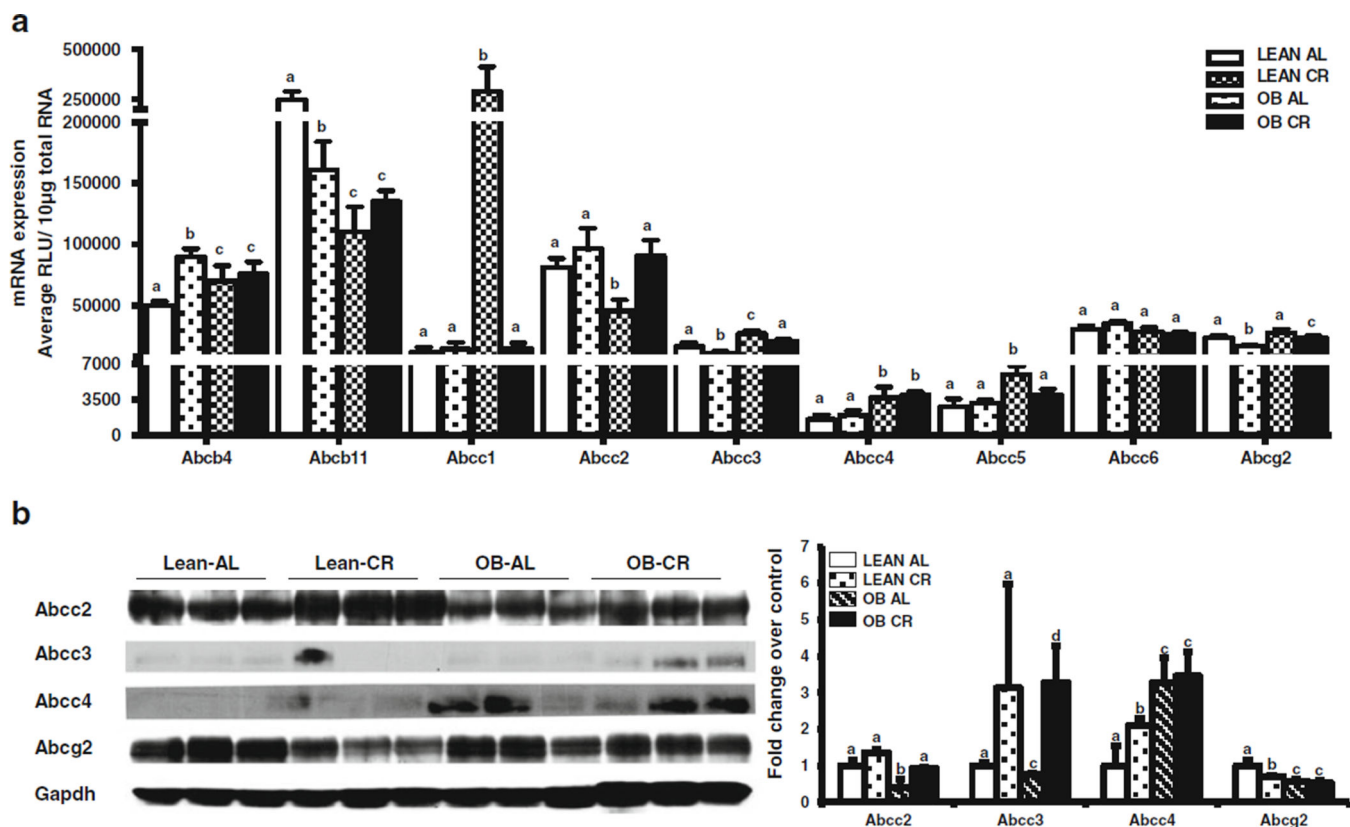 a
mRNA expression
Average RLU/ 10µg total RNA
500000
250000
200000
150000
100000
50000
7000
3500
0
LEAN AL
LEAN CR
OB AL
OB CR
a b c c
a b c c
a a b a
a a b a
a b c a
a a b b
a a b a
a a a a
a b a c
Abcb4 Abcb11 Abcc1 Abcc2 Abcc3 Abcc4 Abcc5 Abcc6 Abcg2
b
Lean-AL Lean-CR OB-AL OB-CR
Abcc2
Abcc3
Abcc4
Abcg2
Gapdh
Fold change over control
7
6
5
4
3
2
1
0
LEAN AL
LEAN CR
OB AL
OB CR
a a b a
a a c d
a b c c
a b c c
Abcc2 Abcc3 Abcc4 Abcg2